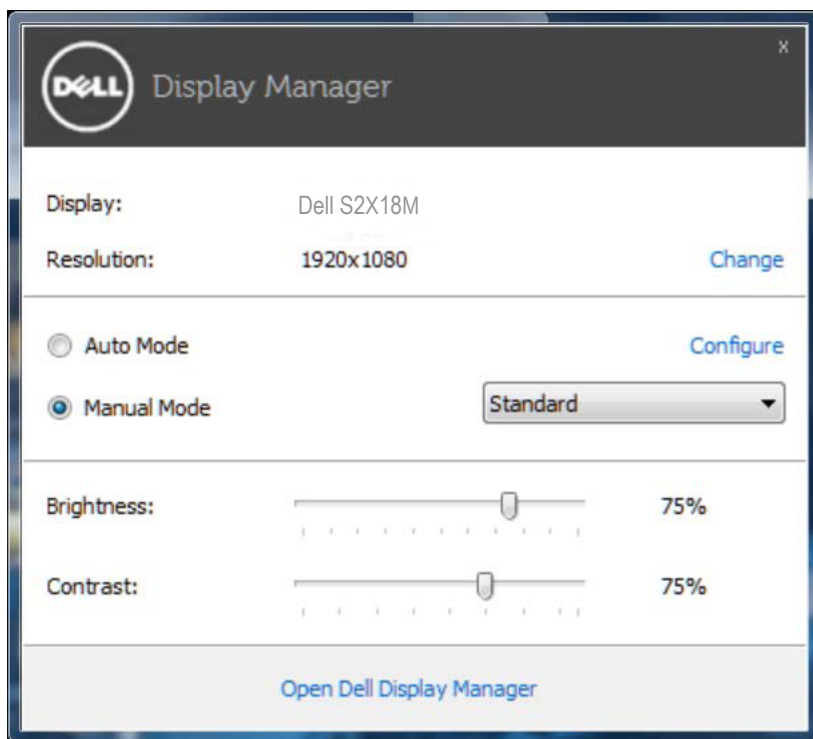 DELL Display Manager x
Display: Dell S2X18M
Resolution: 1920x1080 Change
Auto Mode Configure
Manual Mode Standard
Brightness: 75%
Contrast: 75%
Open Dell Display Manager